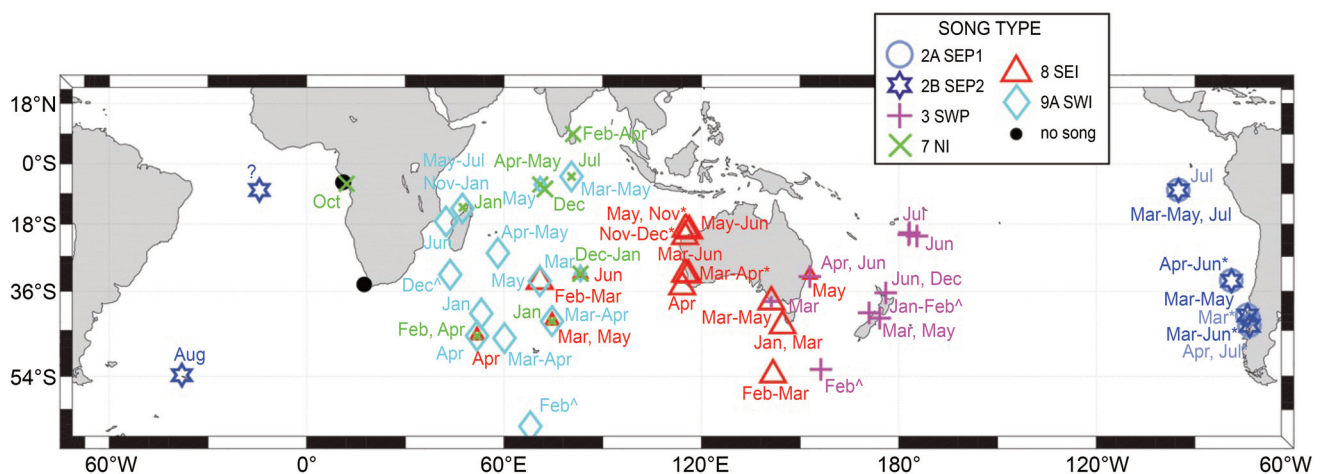 SONG TYPE
2A SEP1
2B SEP2
3 SWP
7 NI
8 SEI
9A SWI
no song
18°N
0°S
18°S
36°S
54°S
60°W
0°
60°E
120°E
180°
120°W
60°W
?
Aug
Oct
May-Jul
Nov-Jan
Jan
Jun
Dec^
Apr-May
Jul
Feb-Apr
May
Dec
Mar-May
Apr-May
Mar
May
Dec-Jan
Jun
Feb-Mar
Jan
Jan
Mar-Apr
Mar, May
Feb, Apr
Apr
Apr
Mar-Apr
Feb^
May, Nov*
Nov-Dec*
May-Jun
Mar-Jun
Mar-Apr*
Apr
Apr, Jun
May
Mar
Mar-May
Jan, Mar
Feb-Mar
Feb^
Jul
Jun
Jun, Dec
Jan-Feb^
Mar, May
Jul
Mar-May, Jul
Apr-Jun*
Mar-May
Mar*
Mar-Jun*
Apr, Jul